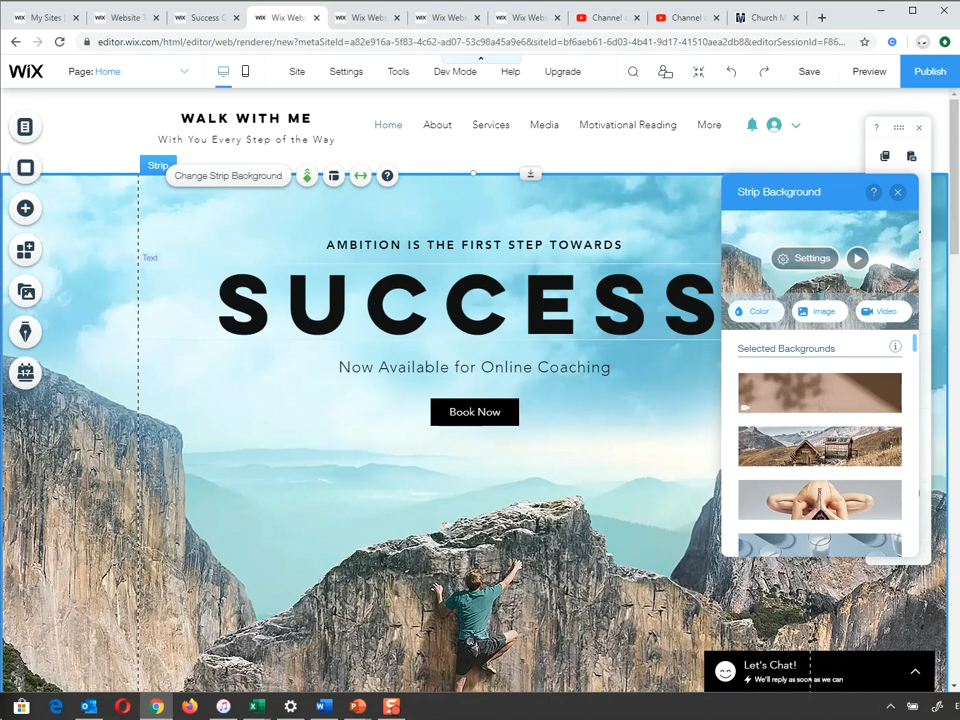 My Sites |
Website T
Success C
Wix Webs
Wix Webs
Wix Webs
Wix Webs
Channel c
Channel c
Church M
editor.wix.com/html/editor/web/renderer/new?metaSiteId=a82e916a-5f83-4c62-ad07-53c98a45a9e6&siteId=bf6aeb61-6d03-4b41-9d17-41510aea2db8&editorSessionId=F86...
WiX
Page: Home
Site
Settings
Tools
Dev Mode
Help
Upgrade
Save
Preview
Publish
WALK WITH ME
With You Every Step of the Way
Home
About
Services
Media
Motivational Reading
More
Strip
Change Strip Background
Strip Background
Text
AMBITION IS THE FIRST STEP TOWARDS
SUCCESS
Now Available for Online Coaching
Book Now
Settings
Color
Image
Video
Selected Backgrounds
Let's Chat!
We'll reply as soon as we can